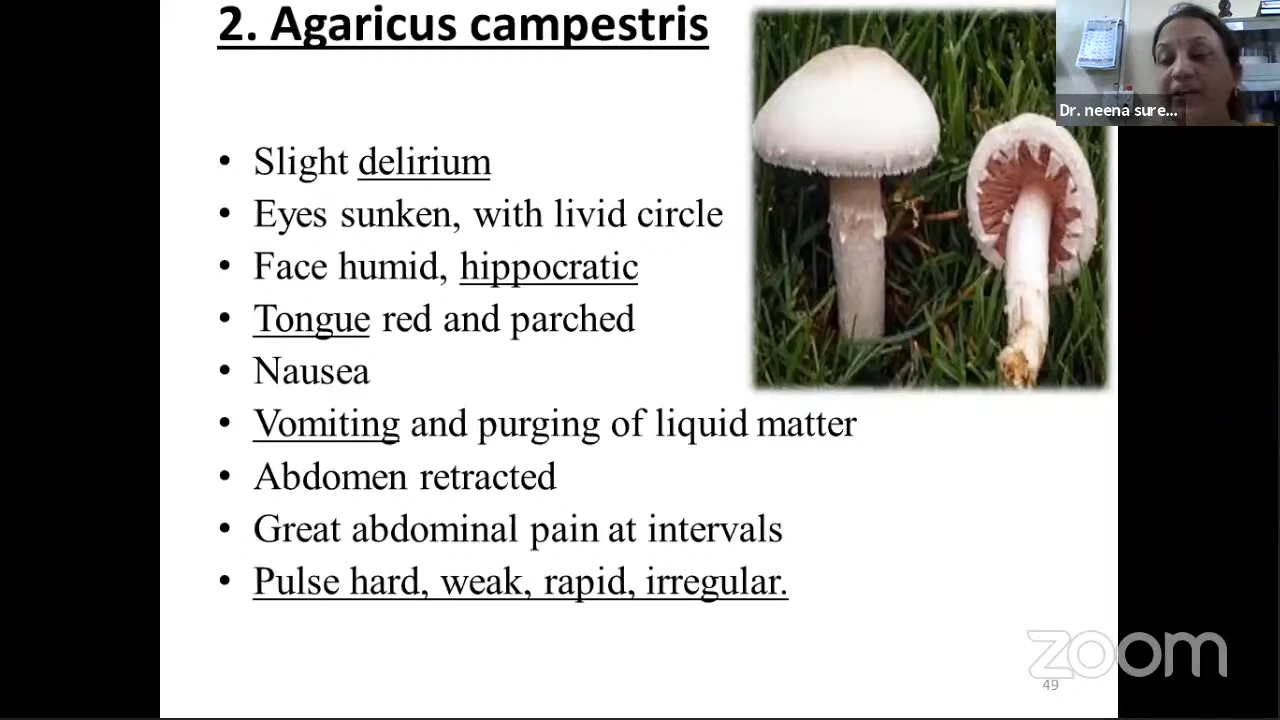 2. Agaricus campestris
Dr. neena sure...
• Slight delirium
• Eyes sunken, with livid circle
• Face humid, hippocratic
• Tongue red and parched
• Nausea
• Vomiting and purging of liquid matter
• Abdomen retracted
• Great abdominal pain at intervals
• Pulse hard, weak, rapid, irregular.
zoom
49